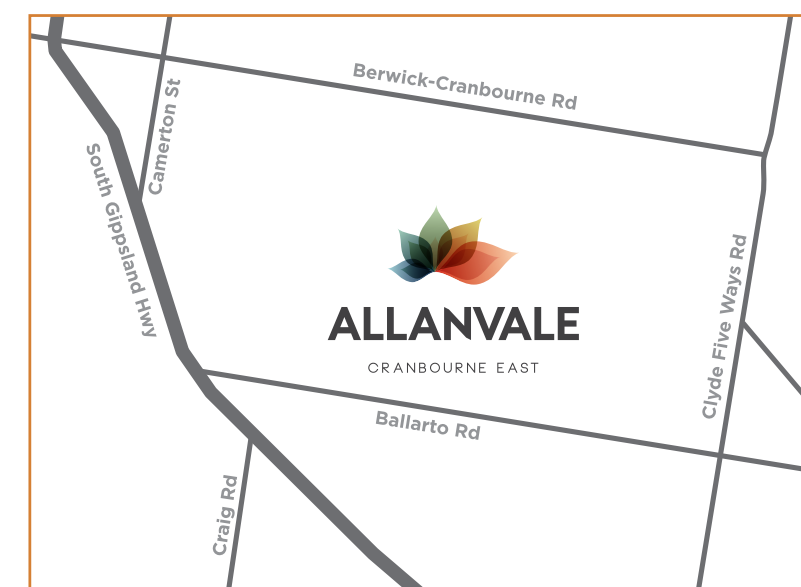 Berwick-Cranbourne Rd
Camerton St
South Gippsland Hwy
Clyde Five Ways Rd
ALLANVALE
CRANBOURNE EAST
Ballarto Rd
Craig Rd